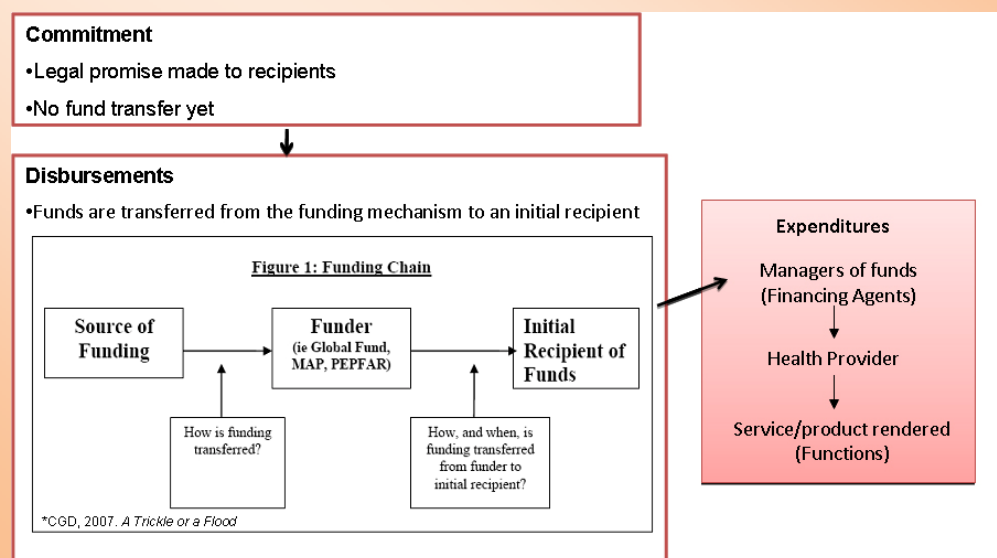 Commitment
•Legal promise made to recipients
•No fund transfer yet
Disbursements
•Funds are transferred from the funding mechanism to an initial recipient
Figure 1: Funding Chain
Source of
Funding
Funder
(ie Global Fund,
MAP, PEPFAR)
Initial
Recipient of
Funds
How is funding
transferred?
How, and when, is
funding transferred
from funder to
initial recipient?
*CGD, 2007. A Trickle or a Flood
Expenditures
Managers of funds
(Financing Agents)
Health Provider
Service/product rendered
(Functions)